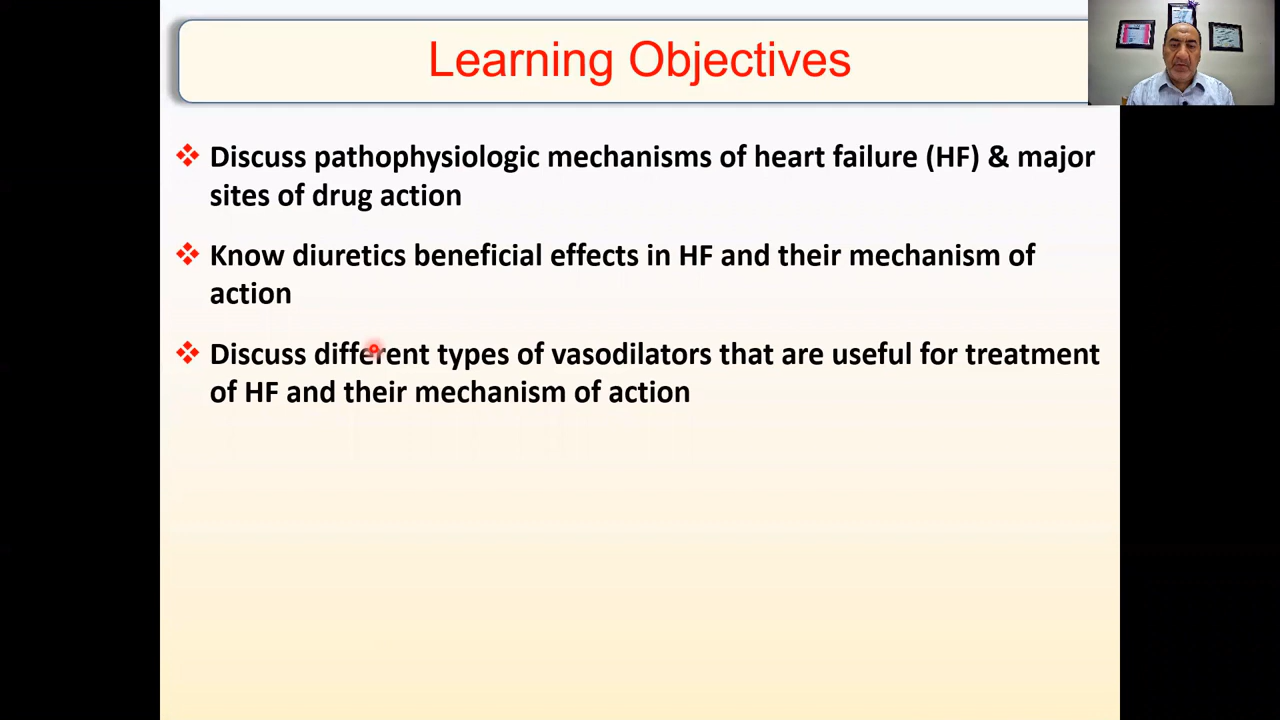 Learning Objectives
Discuss pathophysiologic mechanisms of heart failure (HF) & major
sites of drug action
Know diuretics beneficial effects in HF and their mechanism of
action
Discuss different types of vasodilators that are useful for treatment
of HF and their mechanism of action